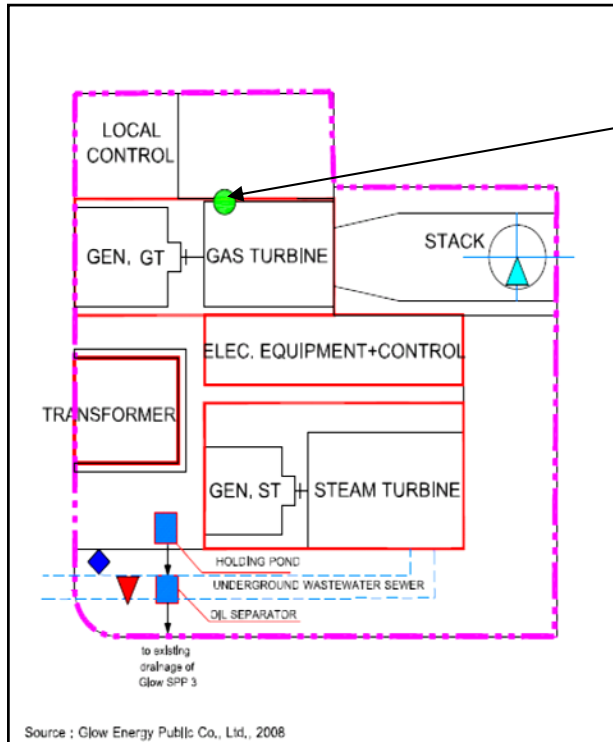 LOCAL
CONTROL
GEN, GT
GAS TURBINE
STACK
ELEC. EQUIPMENT+CONTROL
TRANSFORMER
GEN, ST
STEAM TURBINE
HOLDING POND
UNDERGROUND WASTEWATER SEWER
OIL SEPARATOR
to existing
drainage of
Glow SPP 3
Source : Glow Energy Public Co., Ltd., 2008